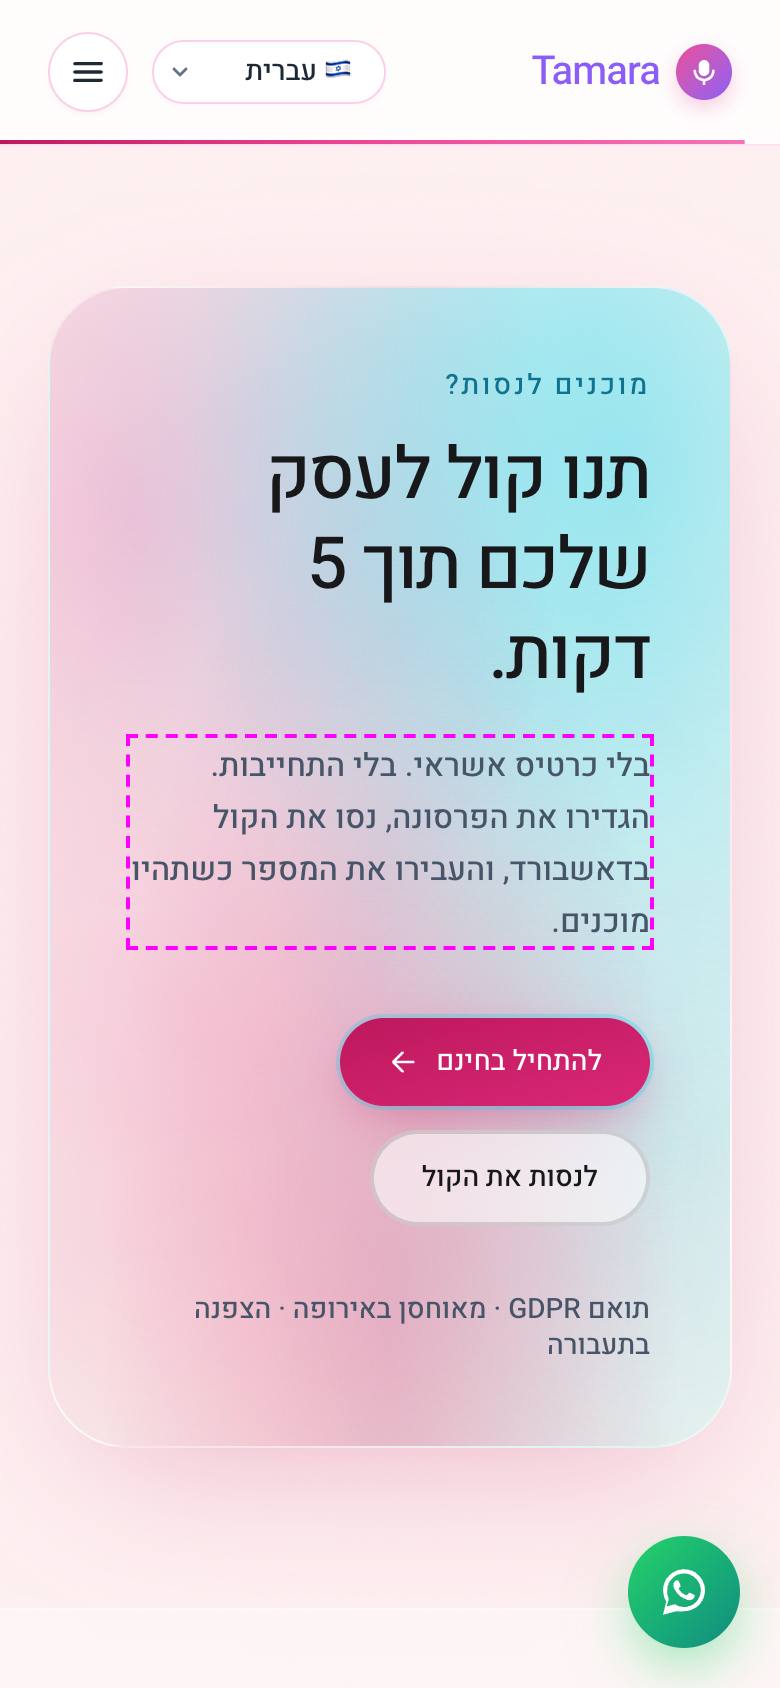 Tamara
עברית
מוכנים לנסות?
תנו קול לעסק
שלכם תוך 5
דקות.
בלי כרטיס אשראי. בלי התחייבות.
הגדירו את הפרסונה, נסו את הקול
בדאשבורד, והעבירו את המספר כשתהיו
מוכנים.
להתחיל בחינם
לנסות את הקול
תואם GDPR · מאוחסן באירופה · הצפנה
בתעבורה